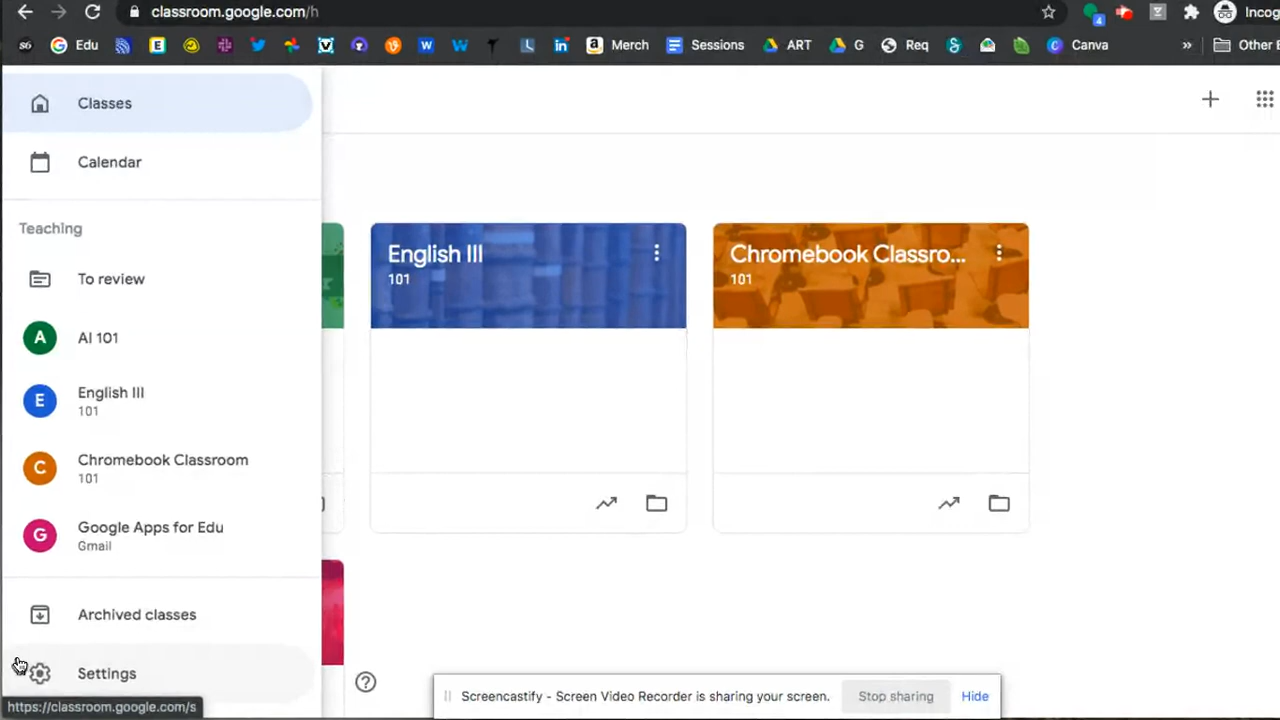 classroom.google.com/h
Incog
SG
Edu
Merch
Sessions
ART
G
Req
Canva
»
Other B
4
Classes
Calendar
Teaching
To review
A
AI 101
E
English III
101
C
Chromebook Classroom
101
G
Google Apps for Edu
Gmail
Archived classes
Settings
https://classroom.google.com/s
English III
101
Chromebook Classro...
101
Screencastify - Screen Video Recorder is sharing your screen.
Stop sharing
Hide